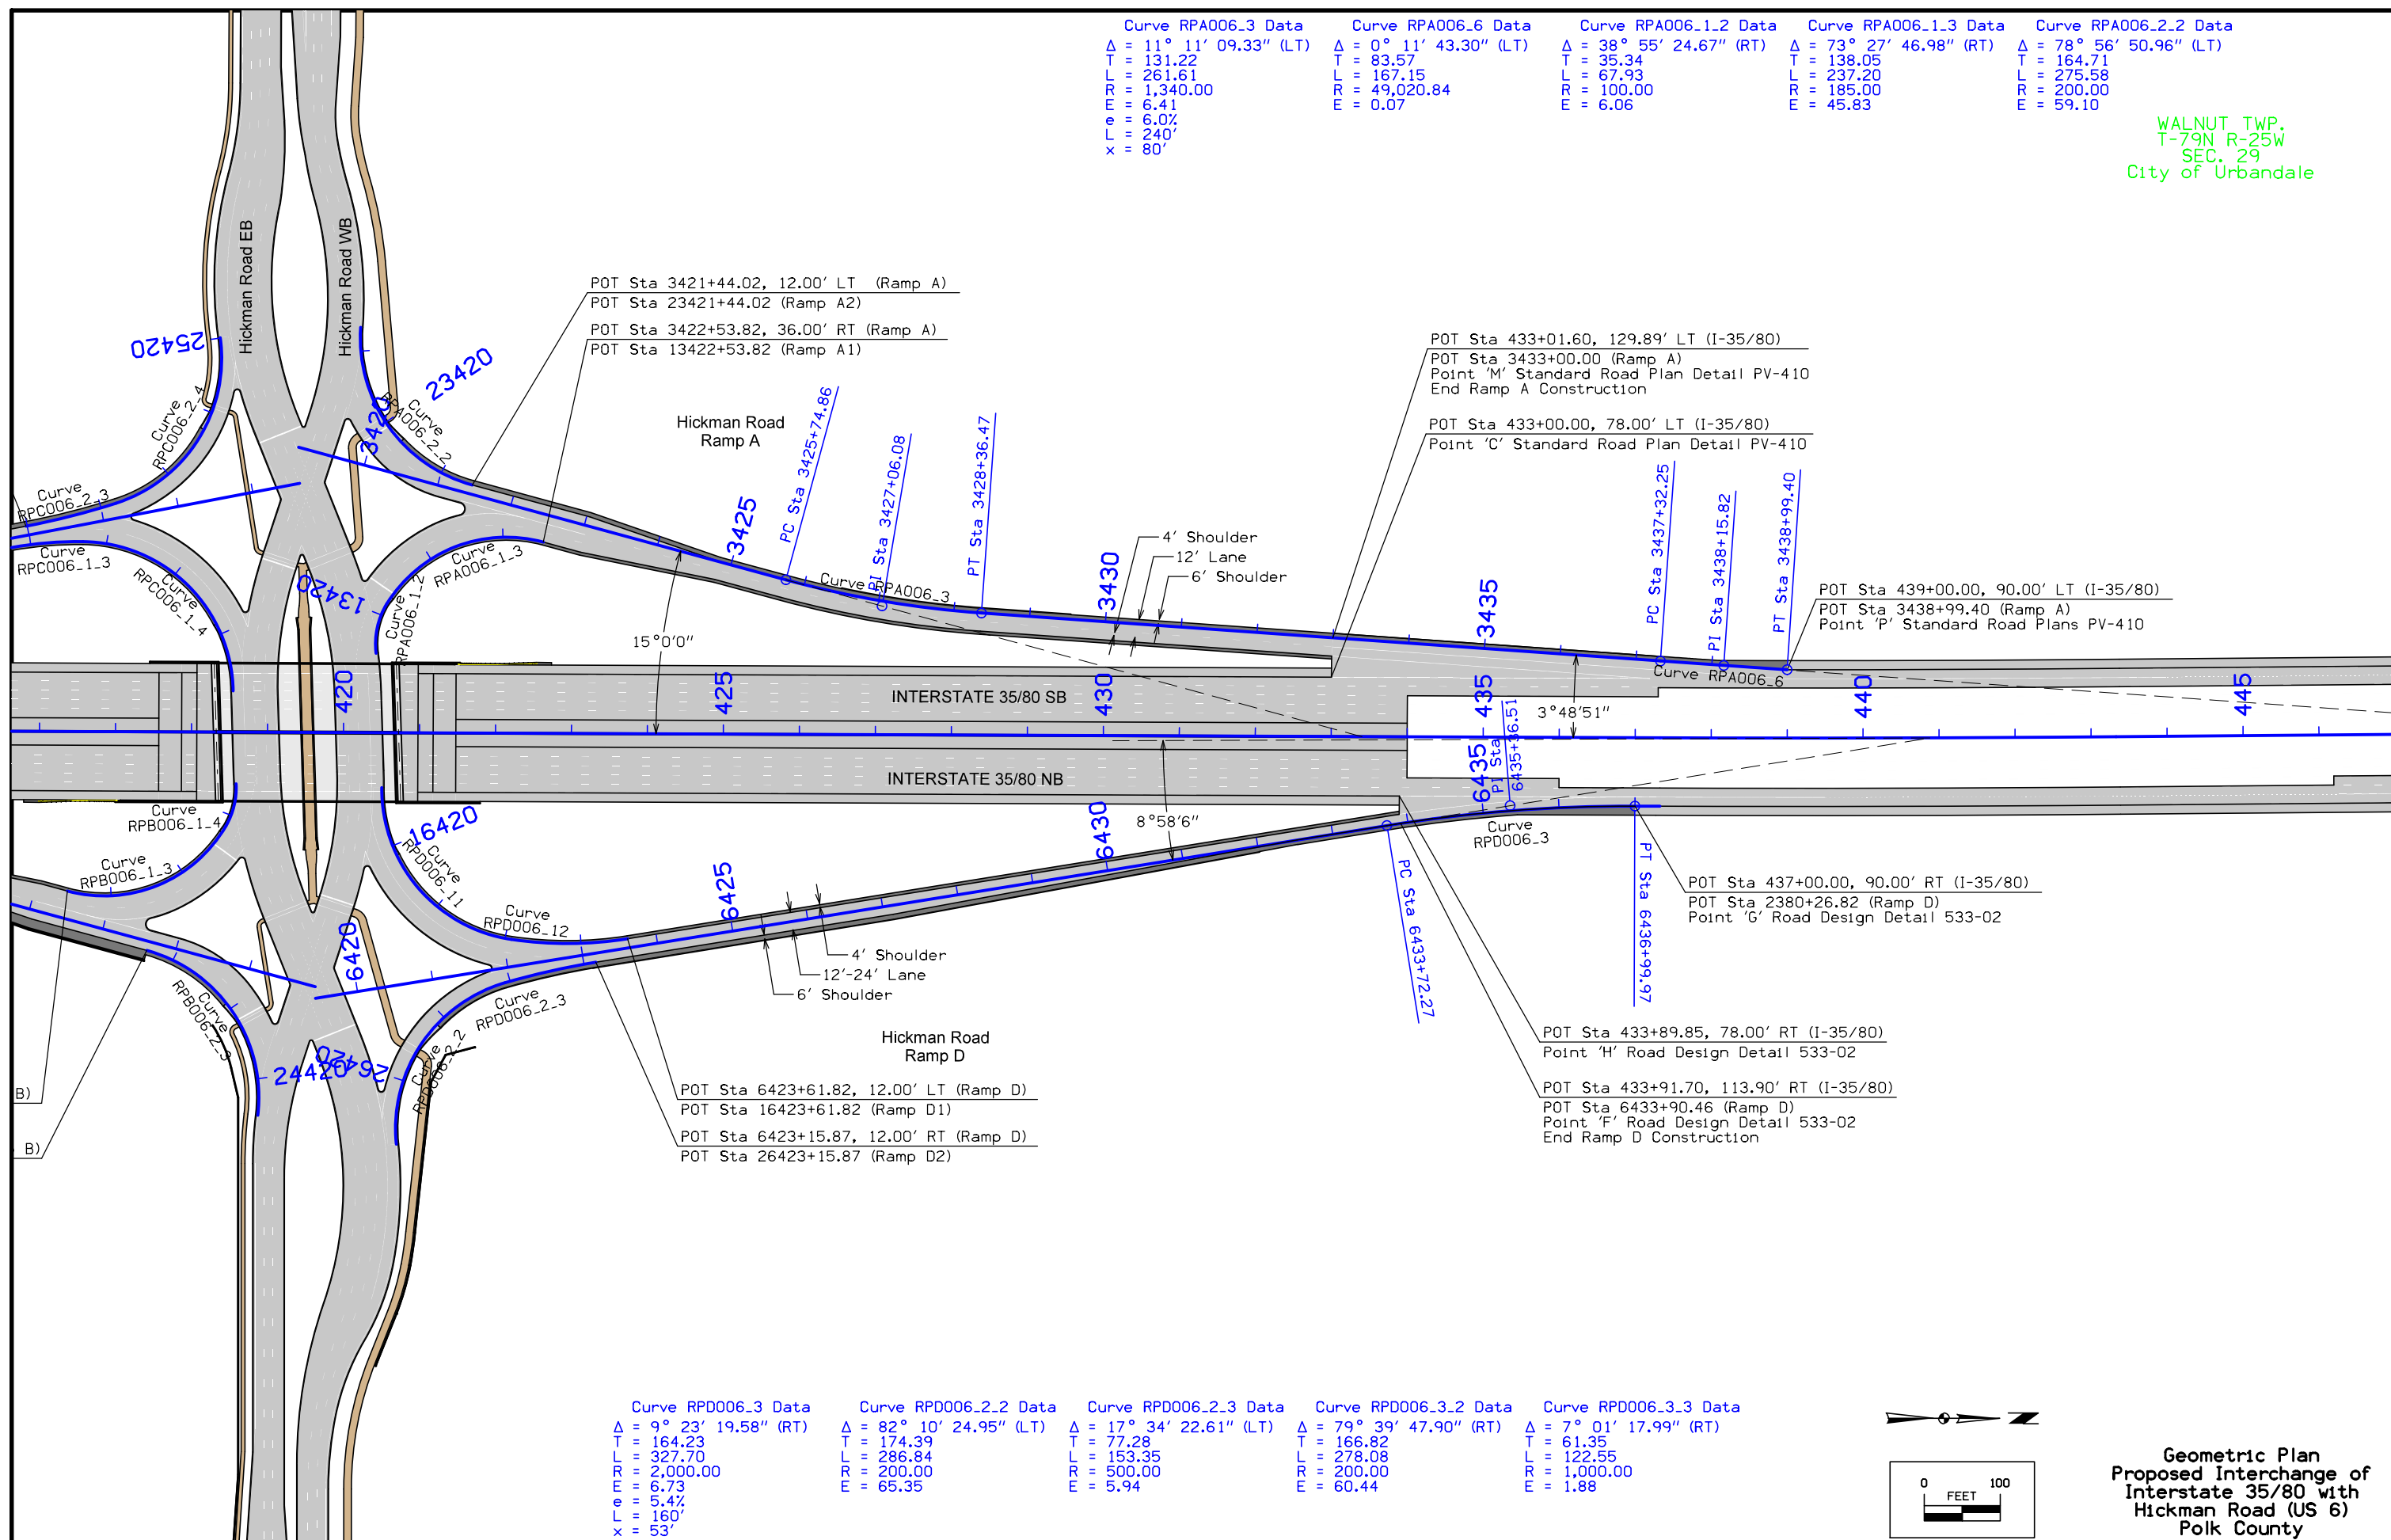 Curve RPA006_3 Data
Δ = 11° 11' 09.33" (LT)
T = 131.22
L = 261.61
R = 1,340.00
E = 6.41
e = 6.0%
L = 240'
x = 80'
Curve RPA006_6 Data
Δ = 0° 11' 43.30" (LT)
T = 83.57
L = 167.15
R = 49,020.84
E = 0.07
Curve RPA006_1_2 Data
Δ = 38° 55' 24.67" (RT)
T = 35.34
L = 67.93
R = 100.00
E = 6.06
Curve RPA006_1_3 Data
Δ = 73° 27' 46.98" (RT)
T = 138.05
L = 237.20
R = 185.00
E = 45.83
Curve RPA006_2_2 Data
Δ = 78° 56' 50.96" (LT)
T = 164.71
L = 275.58
R = 200.00
E = 59.10
WALNUT TWP.
T-79N R-25W
SEC. 29
City of Urbandale
Hickman Road EB
Hickman Road WB
POT Sta 3421+44.02, 12.00' LT (Ramp A)
POT Sta 23421+44.02 (Ramp A2)
POT Sta 3422+53.82, 36.00' RT (Ramp A)
POT Sta 13422+53.82 (Ramp A1)
25420
23420
3420
Curve
RPC006_2_4
Curve
RPA006_2_2
Hickman Road
Ramp A
PC Sta 3425+74.86
PI Sta 3427+06.08
PT Sta 3428+36.47
POT Sta 433+01.60, 129.89' LT (I-35/80)
POT Sta 3433+00.00 (Ramp A)
Point 'M' Standard Road Plan Detail PV-410
End Ramp A Construction
POT Sta 433+00.00, 78.00' LT (I-35/80)
Point 'C' Standard Road Plan Detail PV-410
PC Sta 3437+32.25
PI Sta 3438+15.82
PT Sta 3438+99.40
POT Sta 439+00.00, 90.00' LT (I-35/80)
POT Sta 3438+99.40 (Ramp A)
Point 'P' Standard Road Plans PV-410
Curve
RPC006_2_3
Curve
RPC006_1_3
Curve
RPC006_1_4
13420
Curve
RPA006_1_2
Curve
RPA006_1_3
3425
Curve RPA006_3
3430
3435
4' Shoulder
12' Lane
6' Shoulder
15°0'0"
Curve RPA006_6
3°48'51"
420
425
430
435
440
445
INTERSTATE 35/80 SB
INTERSTATE 35/80 NB
PI Sta
6435+36.51
6435
Curve
RPB006_1_4
Curve
RPB006_1_3
16420
Curve
RPD006_11
Curve
RPD006_12
6425
6430
8°58'6"
Curve
RPD006_3
PC Sta 6433+72.27
PT Sta 6436+99.97
POT Sta 437+00.00, 90.00' RT (I-35/80)
POT Sta 2380+26.82 (Ramp D)
Point 'G' Road Design Detail 533-02
6420
4' Shoulder
12'-24' Lane
6' Shoulder
Curve
RPB006_2_3
Curve
RPD006_2_3
Curve
RPD006_2_2
24420
26420
Hickman Road
Ramp D
POT Sta 433+89.85, 78.00' RT (I-35/80)
Point 'H' Road Design Detail 533-02
POT Sta 433+91.70, 113.90' RT (I-35/80)
POT Sta 6433+90.46 (Ramp D)
Point 'F' Road Design Detail 533-02
End Ramp D Construction
B)
B)
POT Sta 6423+61.82, 12.00' LT (Ramp D)
POT Sta 16423+61.82 (Ramp D1)
POT Sta 6423+15.87, 12.00' RT (Ramp D)
POT Sta 26423+15.87 (Ramp D2)
Curve RPD006_3 Data
Δ = 9° 23' 19.58" (RT)
T = 164.23
L = 327.70
R = 2,000.00
E = 6.73
e = 5.4%
L = 160'
x = 53'
Curve RPD006_2_2 Data
Δ = 82° 10' 24.95" (LT)
T = 174.39
L = 286.84
R = 200.00
E = 65.35
Curve RPD006_2_3 Data
Δ = 17° 34' 22.61" (LT)
T = 77.28
L = 153.35
R = 500.00
E = 5.94
Curve RPD006_3_2 Data
Δ = 79° 39' 47.90" (RT)
T = 166.82
L = 278.08
R = 200.00
E = 60.44
Curve RPD006_3_3 Data
Δ = 7° 01' 17.99" (RT)
T = 61.35
L = 122.55
R = 1,000.00
E = 1.88
N
0 100
FEET
Geometric Plan
Proposed Interchange of
Interstate 35/80 with
Hickman Road (US 6)
Polk County